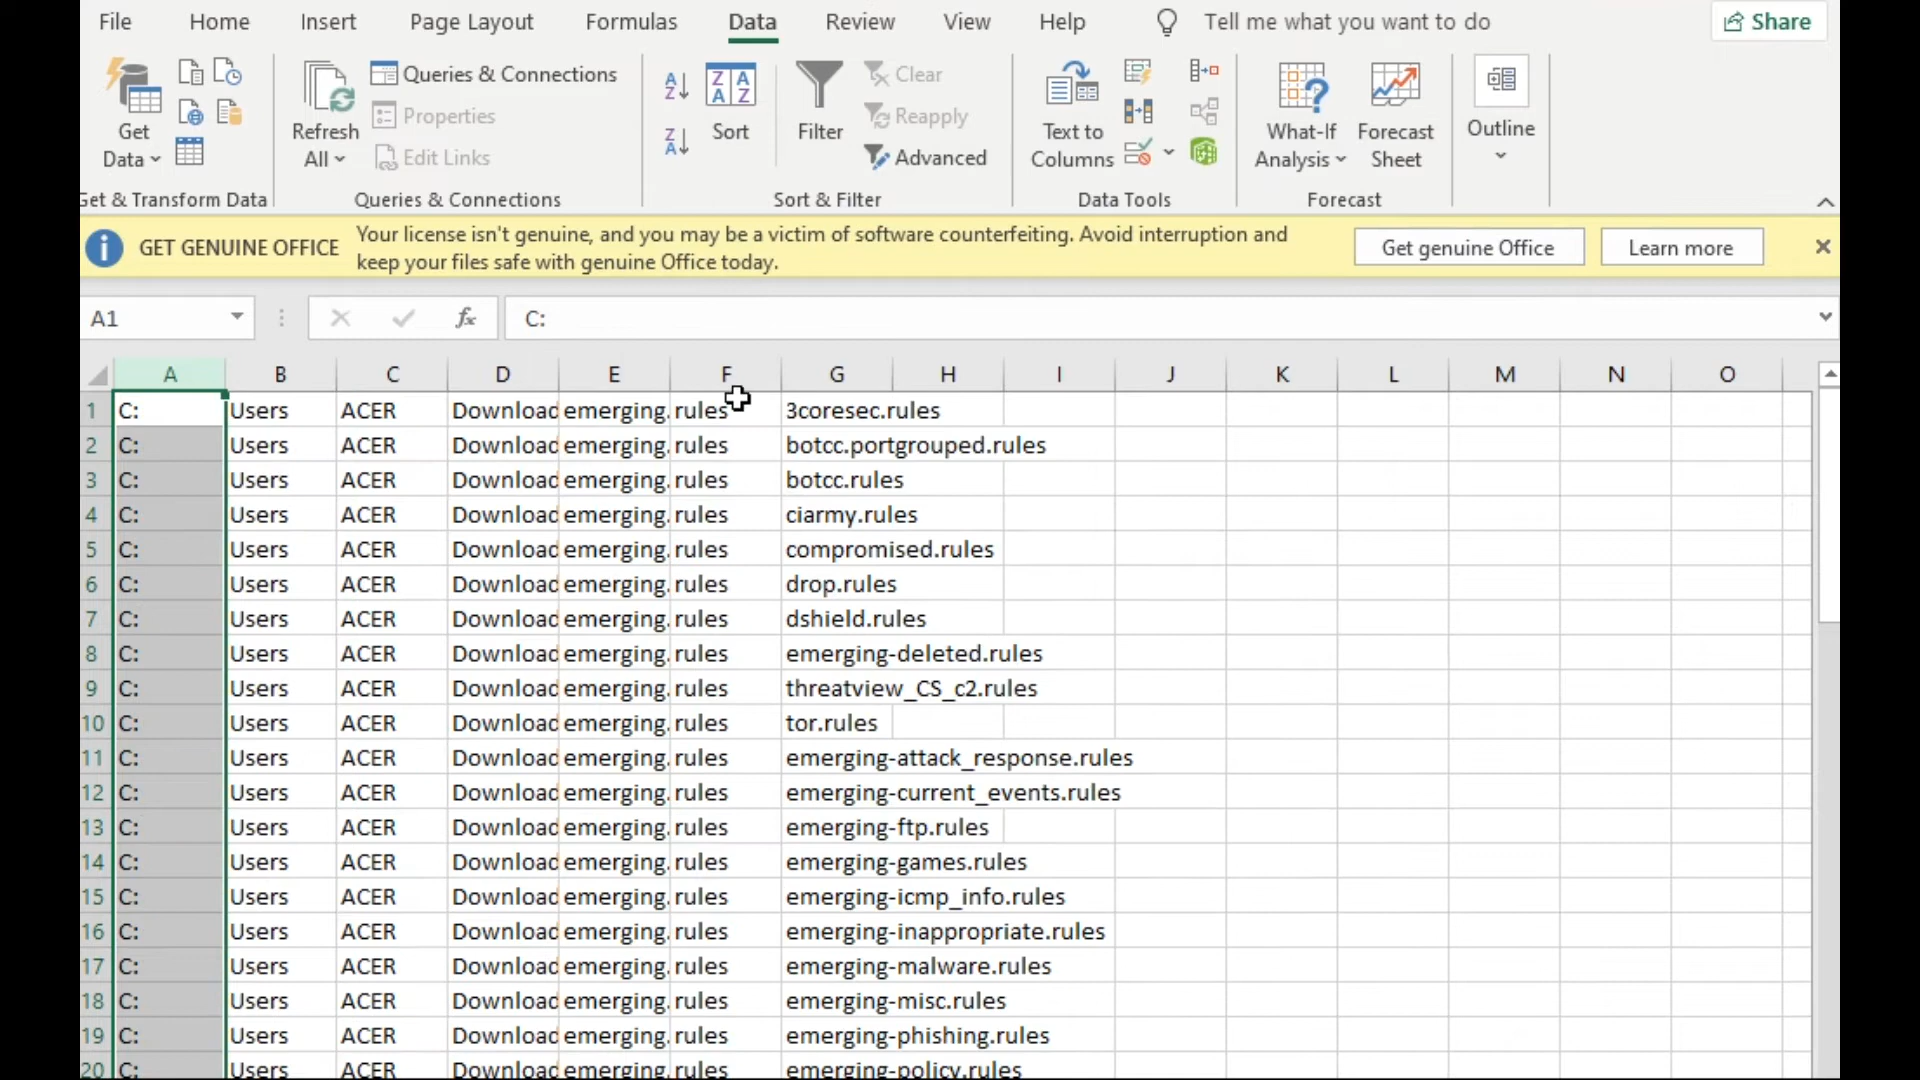 File Home Insert Page Layout Formulas Data Review View Help Tell me what you want to do Share
Queries & Connections Clear
Properties Reapply
Edit Links Advanced
Get Data Refresh All Sort Filter Text to Columns What-If Analysis Forecast Sheet Outline
Get & Transform Data Queries & Connections Sort & Filter Data Tools Forecast
GET GENUINE OFFICE Your license isn't genuine, and you may be a victim of software counterfeiting. Avoid interruption and
keep your files safe with genuine Office today. Get genuine Office Learn more
A1 fx C:
A B C D E F G H I J K L M N O
1 C: Users ACER Download emerging. rules 3coresec.rules
2 C: Users ACER Download emerging. rules botcc.portgrouped.rules
3 C: Users ACER Download emerging. rules botcc.rules
4 C: Users ACER Download emerging. rules ciarmy.rules
5 C: Users ACER Download emerging. rules compromised.rules
6 C: Users ACER Download emerging. rules drop.rules
7 C: Users ACER Download emerging. rules dshield.rules
8 C: Users ACER Download emerging. rules emerging-deleted.rules
9 C: Users ACER Download emerging. rules threatview_CS_c2.rules
10 C: Users ACER Download emerging. rules tor.rules
11 C: Users ACER Download emerging. rules emerging-attack_response.rules
12 C: Users ACER Download emerging. rules emerging-current_events.rules
13 C: Users ACER Download emerging. rules emerging-ftp.rules
14 C: Users ACER Download emerging. rules emerging-games.rules
15 C: Users ACER Download emerging. rules emerging-icmp_info.rules
16 C: Users ACER Download emerging. rules emerging-inappropriate.rules
17 C: Users ACER Download emerging. rules emerging-malware.rules
18 C: Users ACER Download emerging. rules emerging-misc.rules
19 C: Users ACER Download emerging. rules emerging-phishing.rules
20 C: Users ACER Download emerging. rules emerging-policy.rules